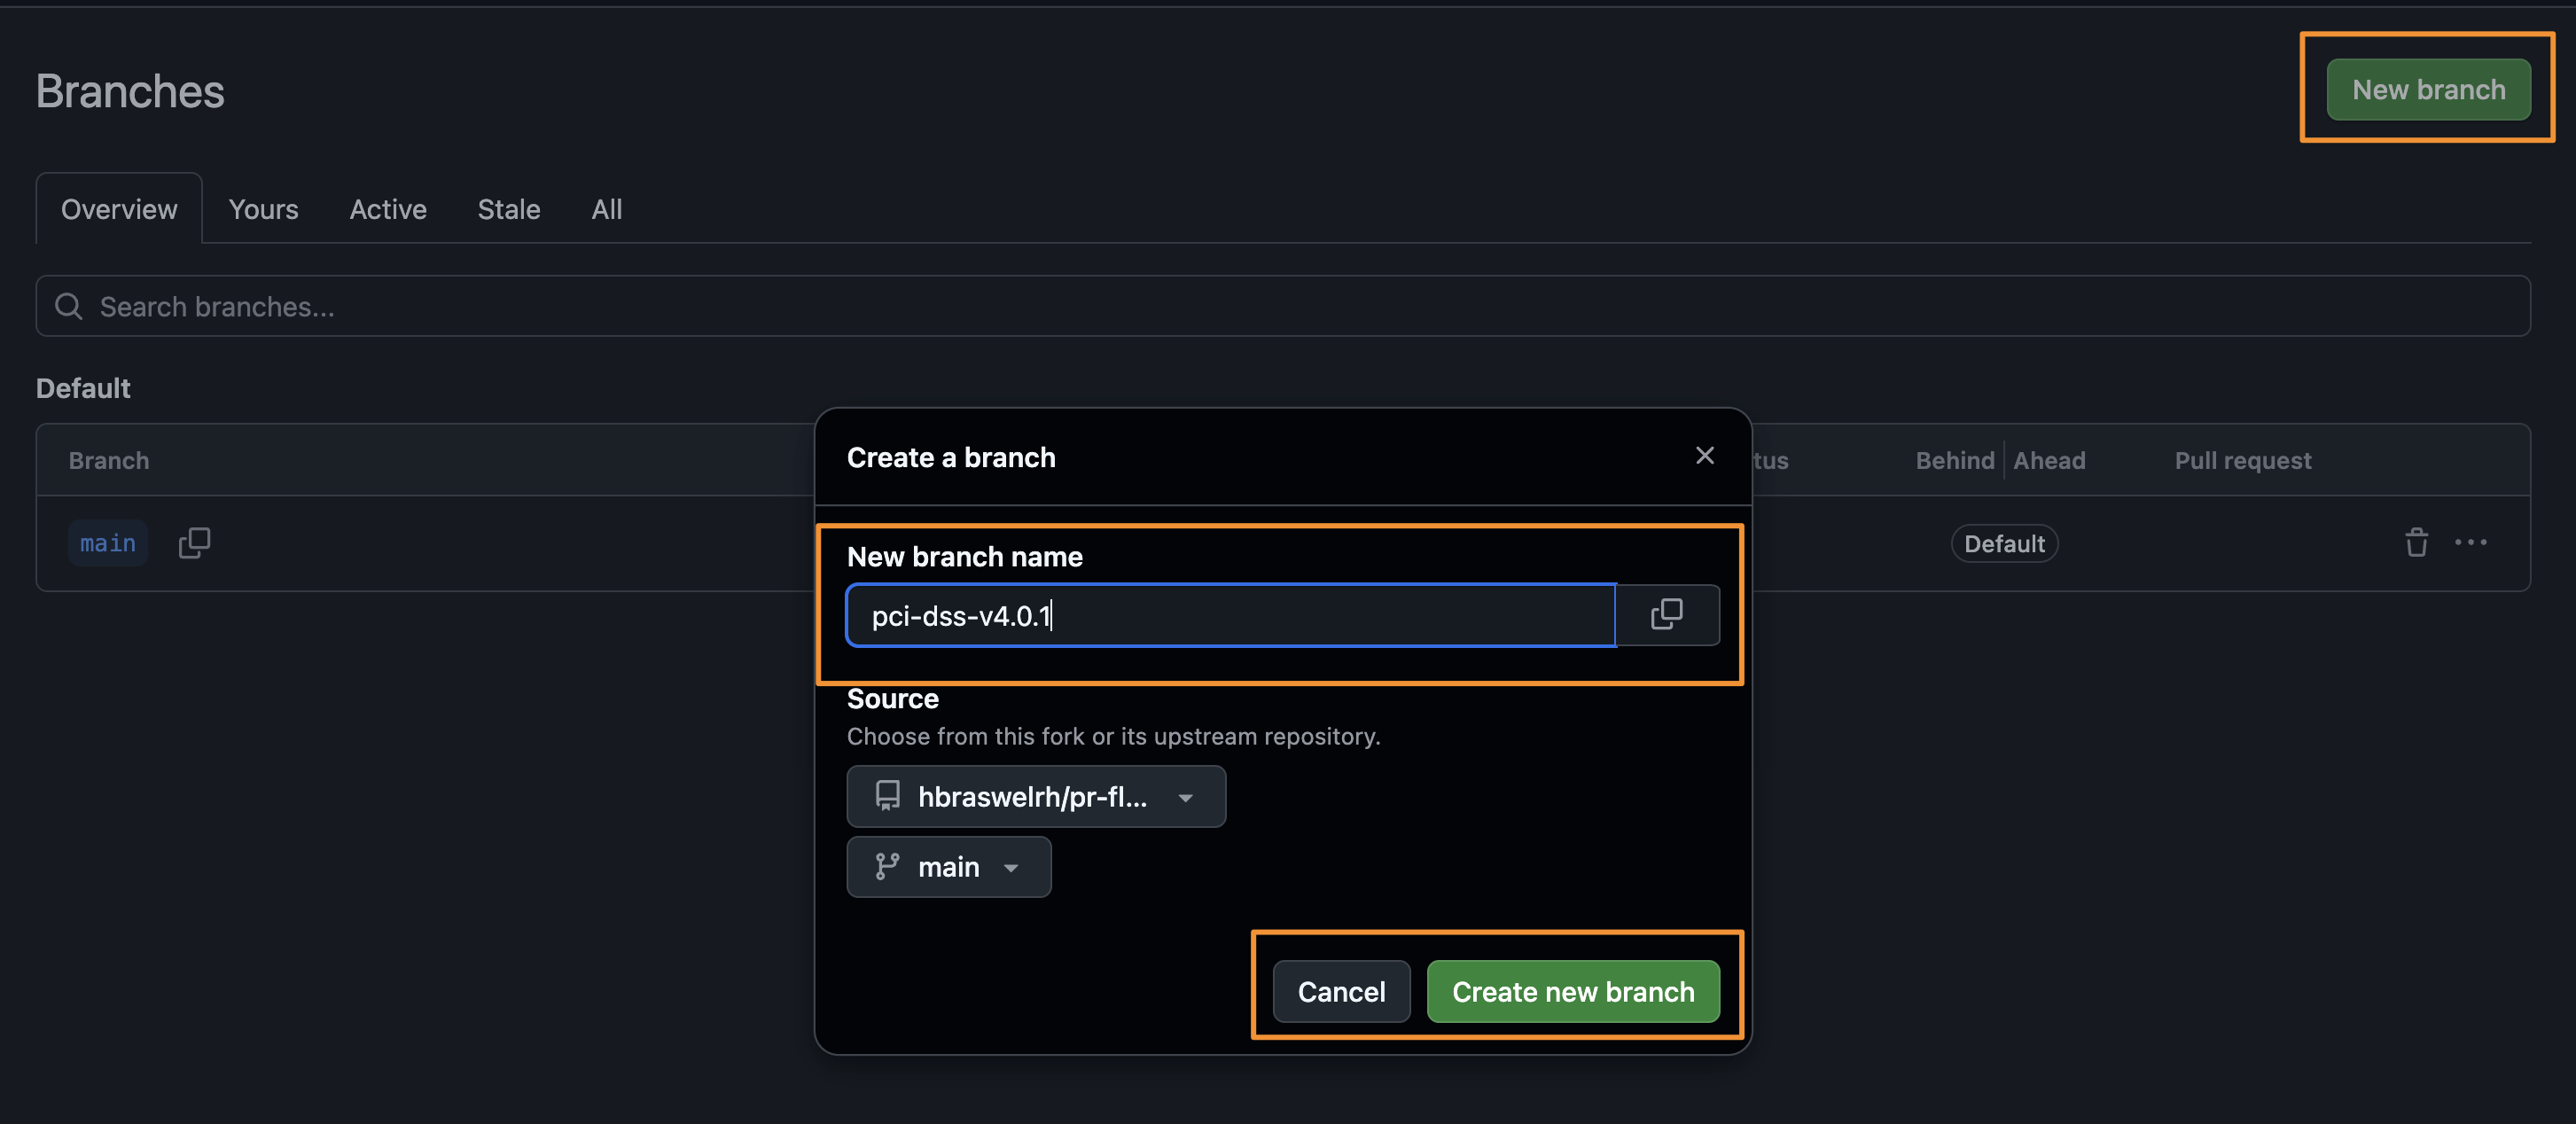 Branches
New branch
Overview Yours Active Stale All
Search branches...
Default
Branch tus Behind Ahead Pull request
main Default
Create a branch
New branch name
pci-dss-v4.0.1
Source
Choose from this fork or its upstream repository.
hbraswelrh/pr-fl...
main
Cancel Create new branch